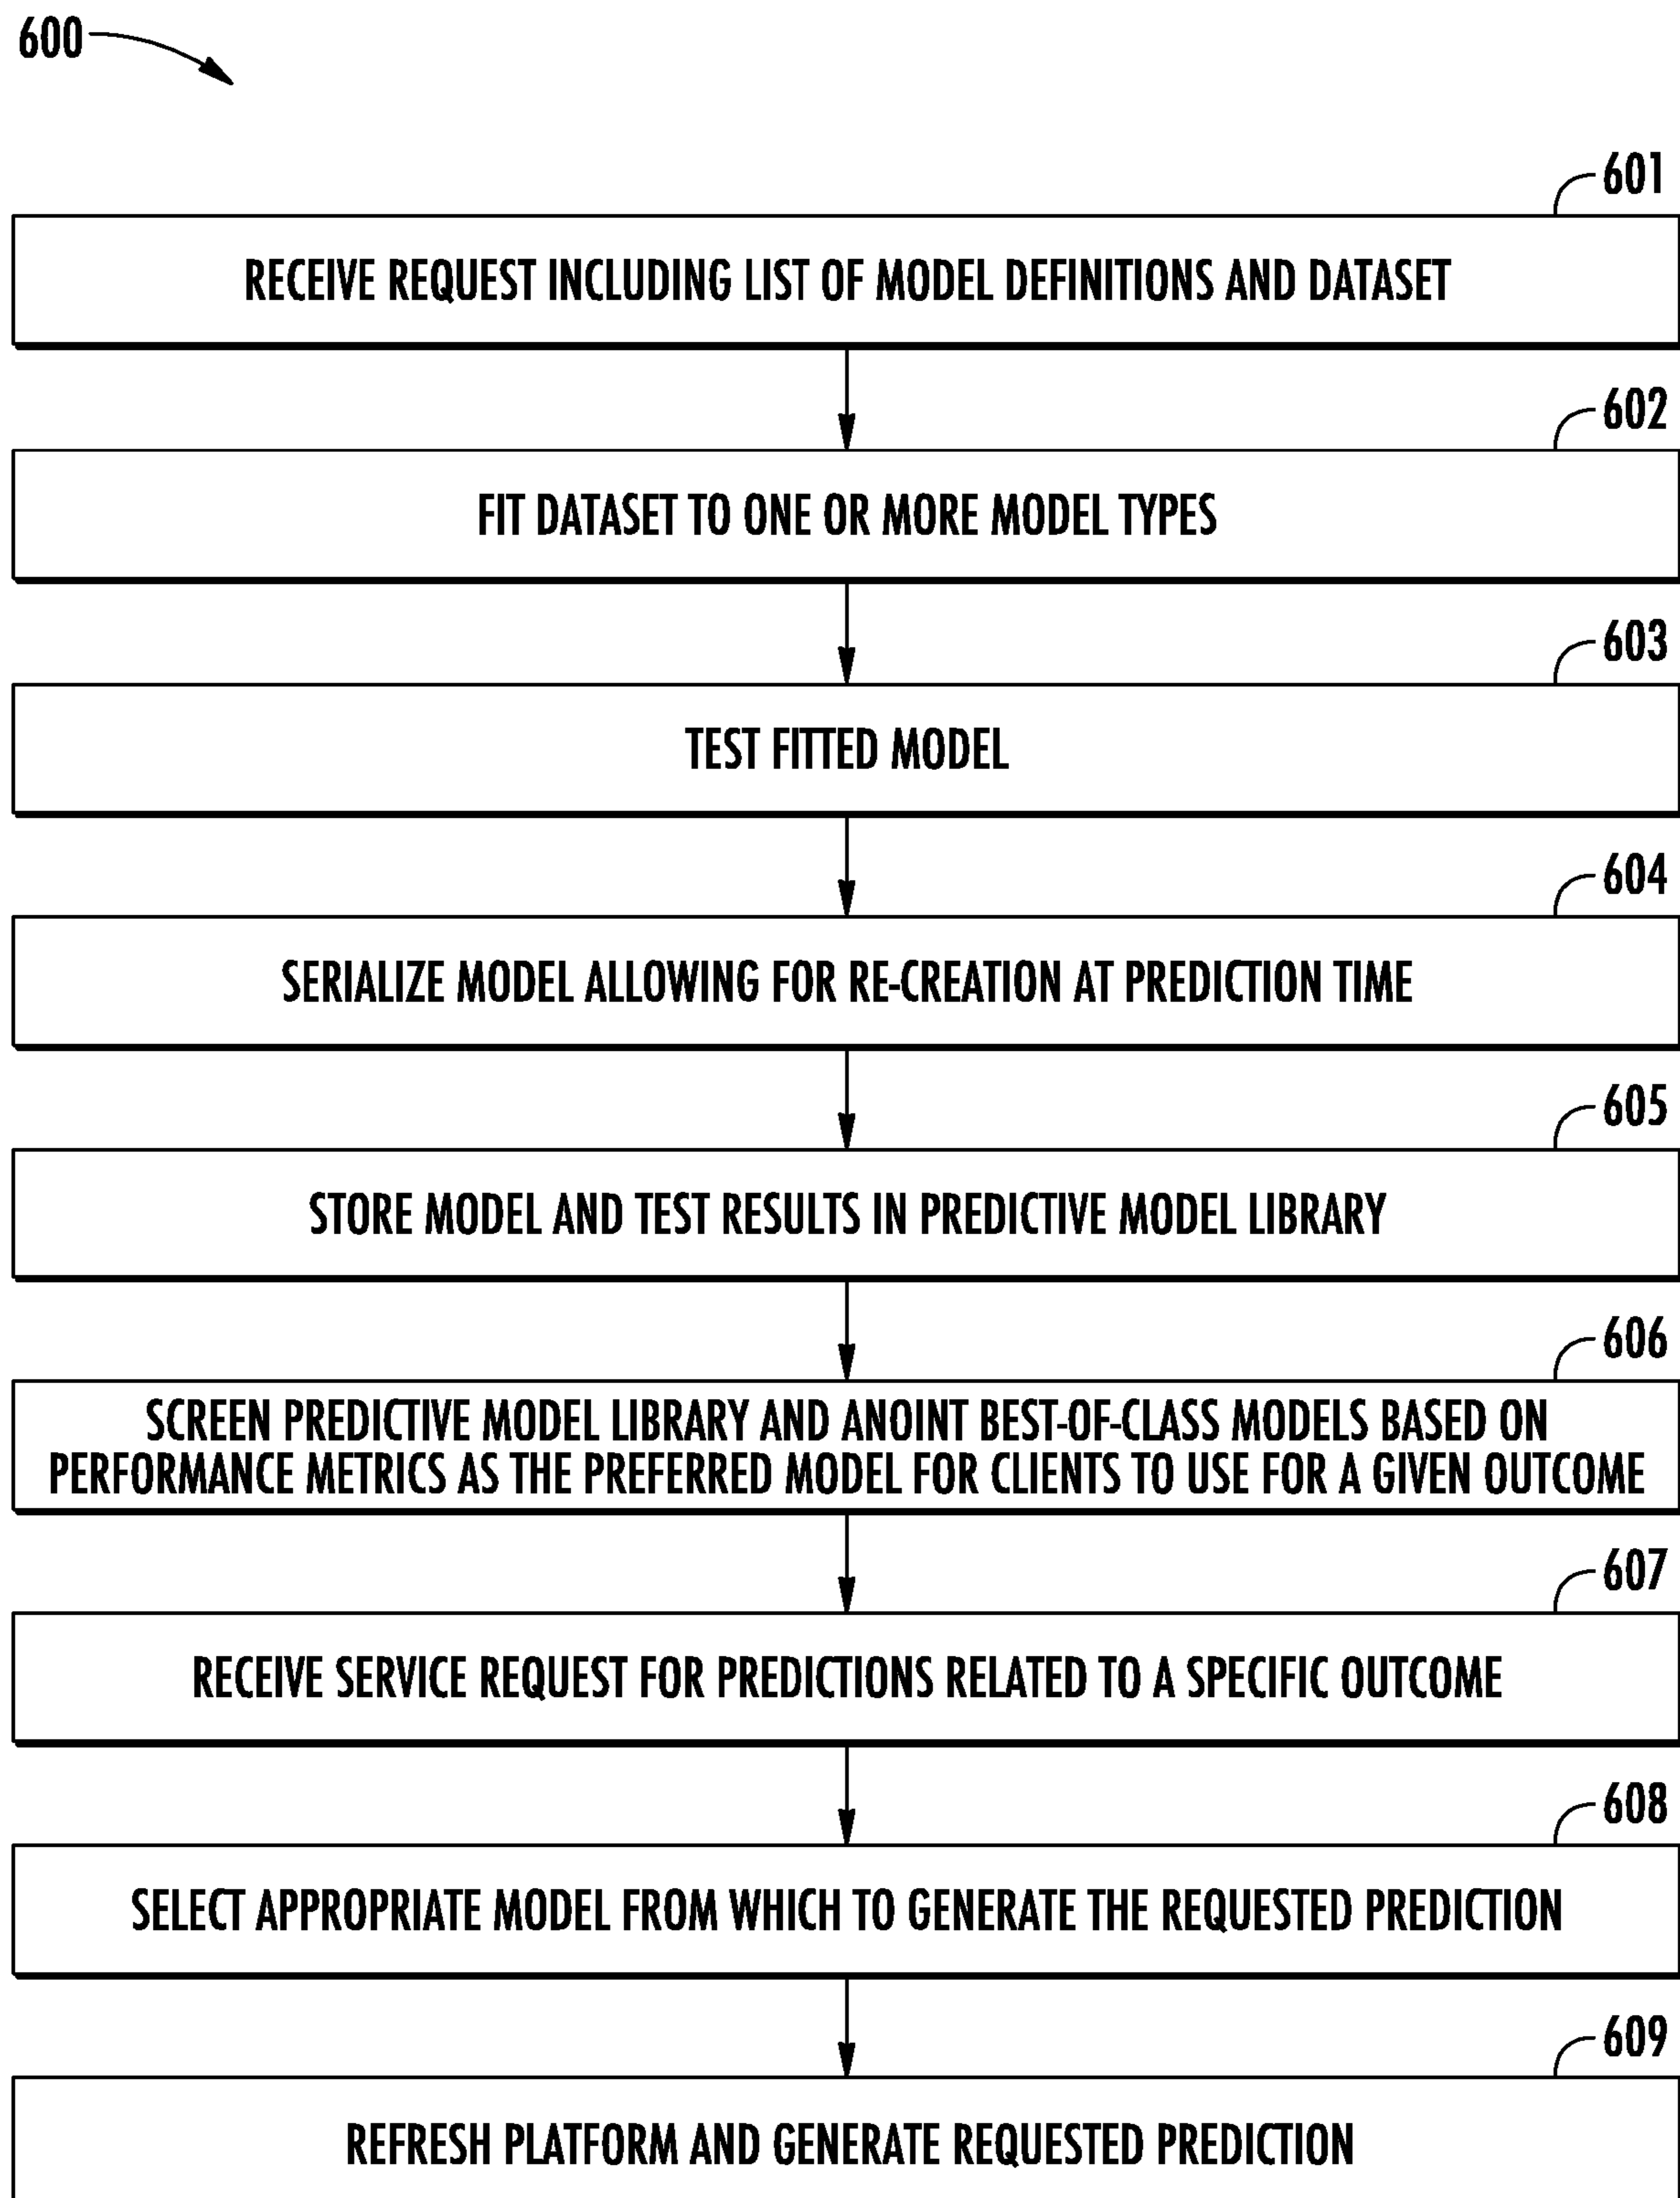 600
601
RECEIVE REQUEST INCLUDING LIST OF MODEL DEFINITIONS AND DATASET
602
FIT DATASET TO ONE OR MORE MODEL TYPES
603
TEST FITTED MODEL
604
SERIALIZE MODEL ALLOWING FOR RE-CREATION AT PREDICTION TIME
605
STORE MODEL AND TEST RESULTS IN PREDICTIVE MODEL LIBRARY
606
SCREEN PREDICTIVE MODEL LIBRARY AND ANOINT BEST-OF-CLASS MODELS BASED ON
PERFORMANCE METRICS AS THE PREFERRED MODEL FOR CLIENTS TO USE FOR A GIVEN OUTCOME
607
RECEIVE SERVICE REQUEST FOR PREDICTIONS RELATED TO A SPECIFIC OUTCOME
608
SELECT APPROPRIATE MODEL FROM WHICH TO GENERATE THE REQUESTED PREDICTION
609
REFRESH PLATFORM AND GENERATE REQUESTED PREDICTION